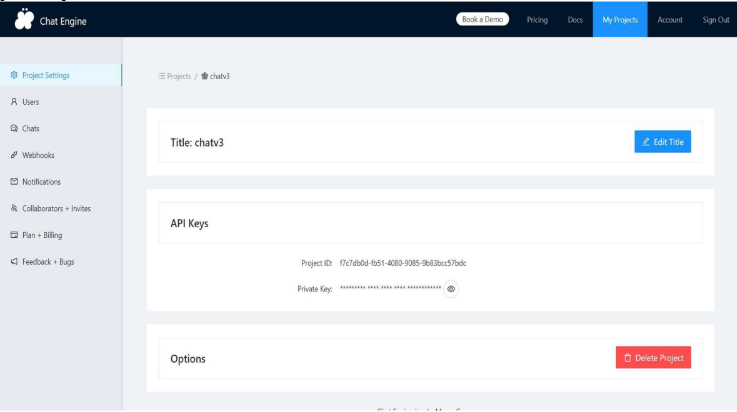 Chat Engine
Book a Demo
Pricing
Docs
My Projects
Account
Sign Out
Project Settings
Users
Chats
Webhooks
Notifications
Collaborators + Invites
Plan + Billing
Feedback + Bugs
Projects / chatv3
Title: chatv3
Edit Title
API Keys
Project ID: f7c7db0d-fb51-4080-9085-9b83bcc57bdc
Private Key: ********* **** **** **** ************
Options
Delete Project